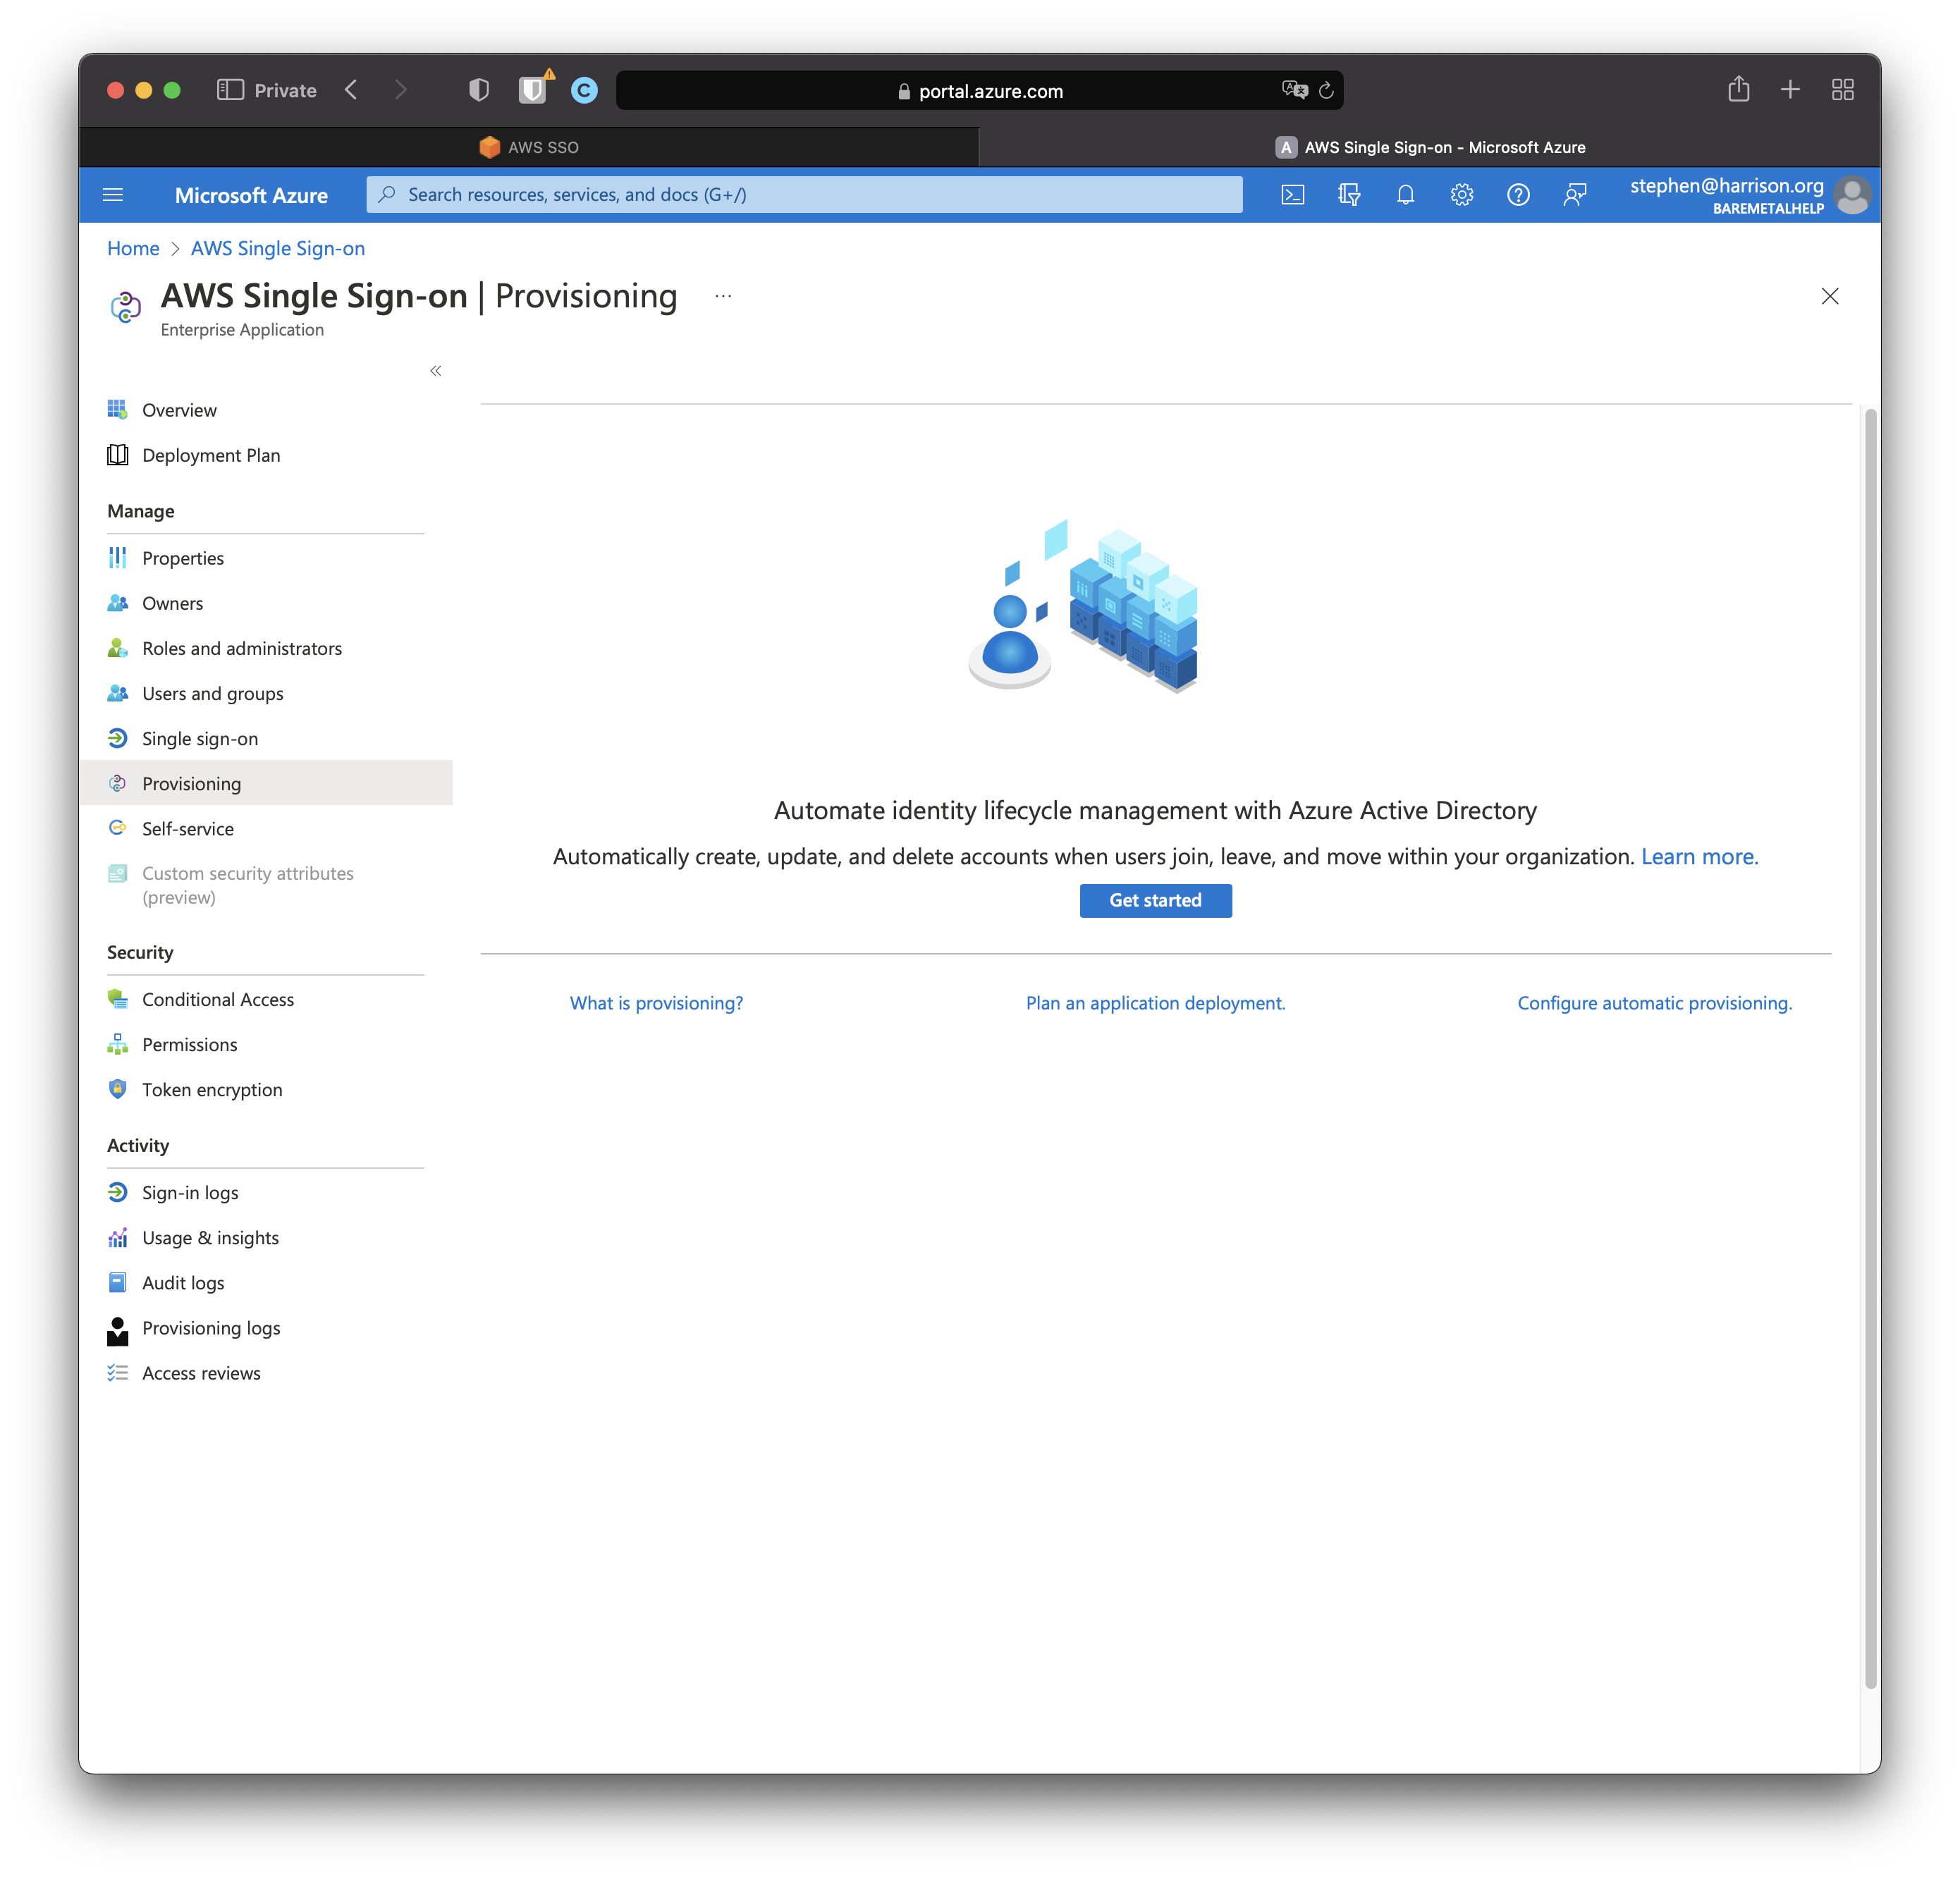 Private
C
portal.azure.com
AWS SSO
A AWS Single Sign-on - Microsoft Azure
Microsoft Azure
Search resources, services, and docs (G+/)
stephen@harrison.org
BAREMETALHELP
Home > AWS Single Sign-on
AWS Single Sign-on | Provisioning ...
Enterprise Application
«
Overview
Deployment Plan
Manage
Properties
Owners
Roles and administrators
Users and groups
Single sign-on
Provisioning
Self-service
Custom security attributes
(preview)
Security
Conditional Access
Permissions
Token encryption
Activity
Sign-in logs
Usage & insights
Audit logs
Provisioning logs
Access reviews
Automate identity lifecycle management with Azure Active Directory
Automatically create, update, and delete accounts when users join, leave, and move within your organization. Learn more.
Get started
What is provisioning?
Plan an application deployment.
Configure automatic provisioning.